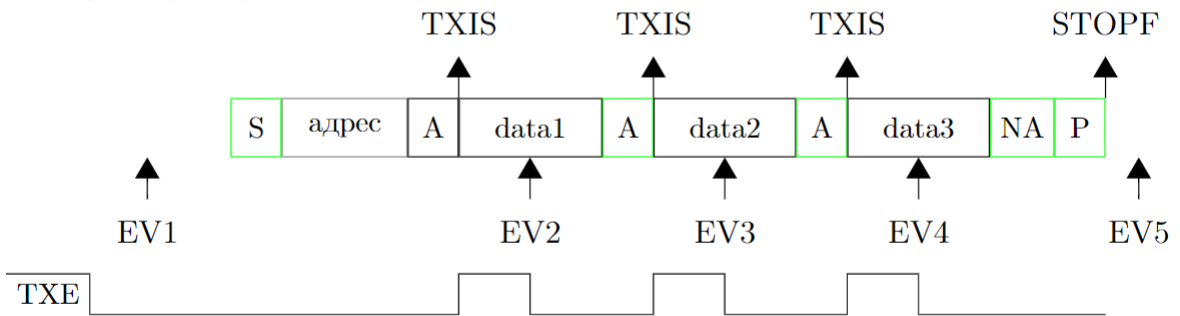 TXIS TXIS TXIS STOPF
S адрес A data1 A data2 A data3 NA P
EV1 EV2 EV3 EV4 EV5
TXE